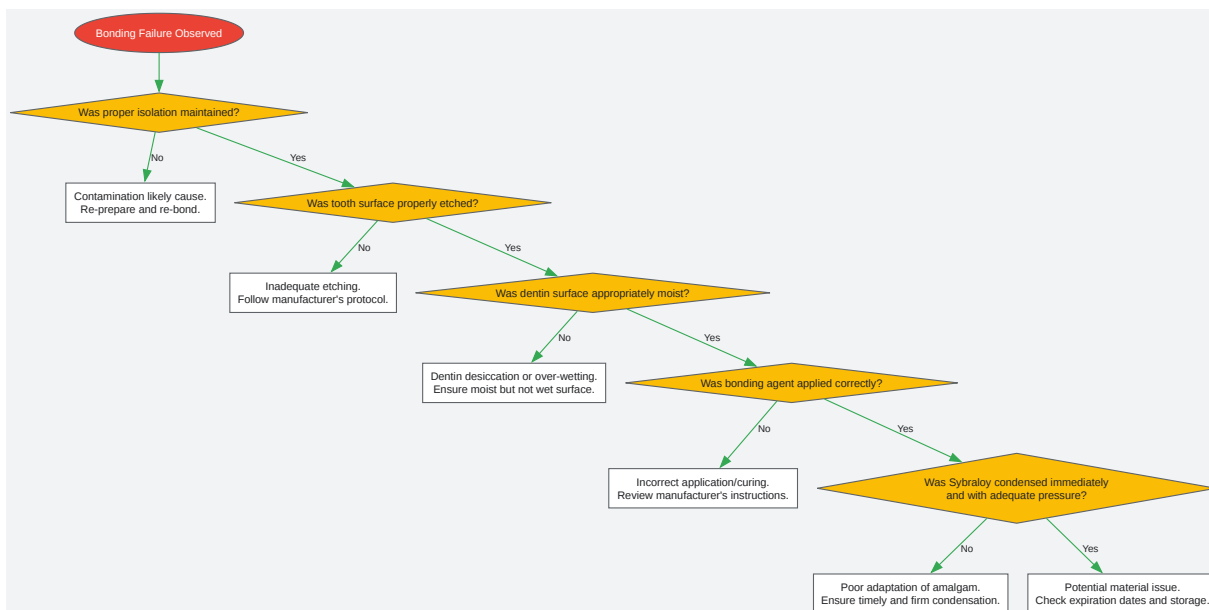 Bonding Failure Observed
Was proper isolation maintained?
No
Yes
Contamination likely cause.
Re-prepare and re-bond.
Was tooth surface properly etched?
No
Yes
Inadequate etching.
Follow manufacturer's protocol.
Was dentin surface appropriately moist?
No
Yes
Dentin desiccation or over-wetting.
Ensure moist but not wet surface.
Was bonding agent applied correctly?
No
Yes
Incorrect application/curing.
Review manufacturer's instructions.
Was Sybraloy condensed immediately
and with adequate pressure?
No
Yes
Poor adaptation of amalgam.
Ensure timely and firm condensation.
Potential material issue.
Check expiration dates and storage.